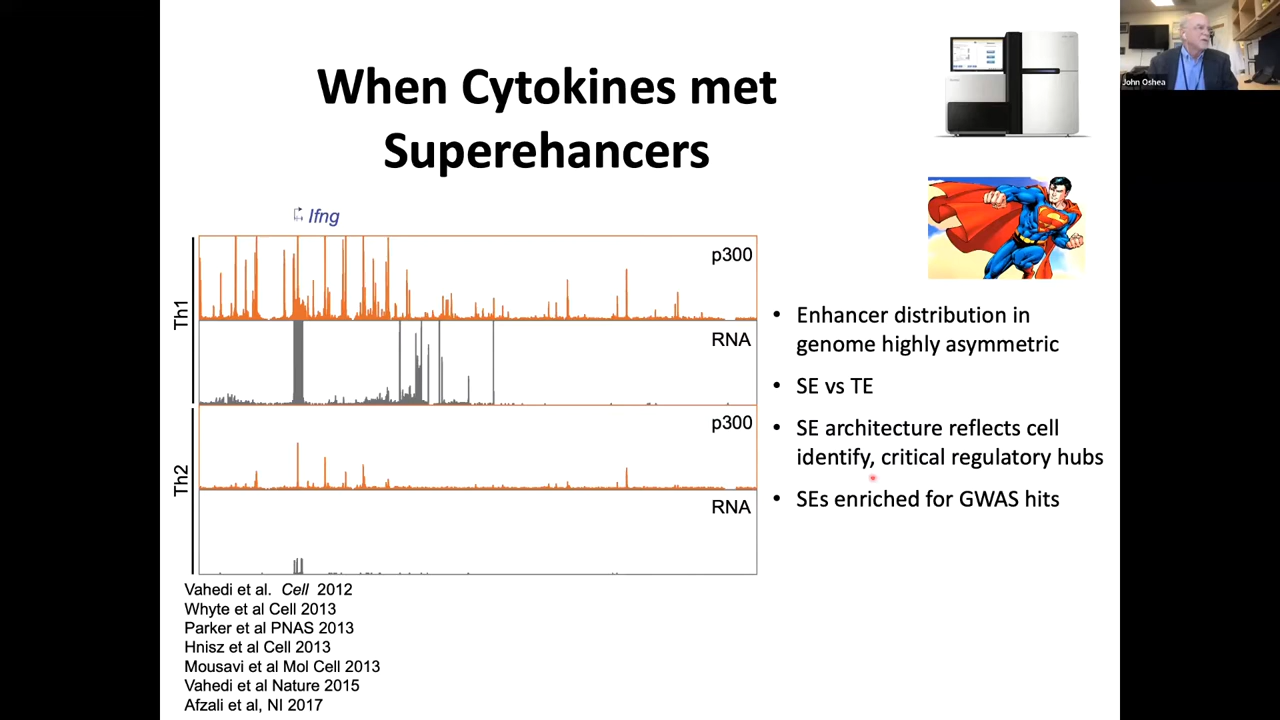 When Cytokines met
Superehancers
John Oshea
Ifng
p300
Th1
RNA
p300
Th2
RNA
• Enhancer distribution in
genome highly asymmetric
• SE vs TE
• SE architecture reflects cell
identify, critical regulatory hubs
• SEs enriched for GWAS hits
Vahedi et al. Cell 2012
Whyte et al Cell 2013
Parker et al PNAS 2013
Hnisz et al Cell 2013
Mousavi et al Mol Cell 2013
Vahedi et al Nature 2015
Afzali et al, NI 2017